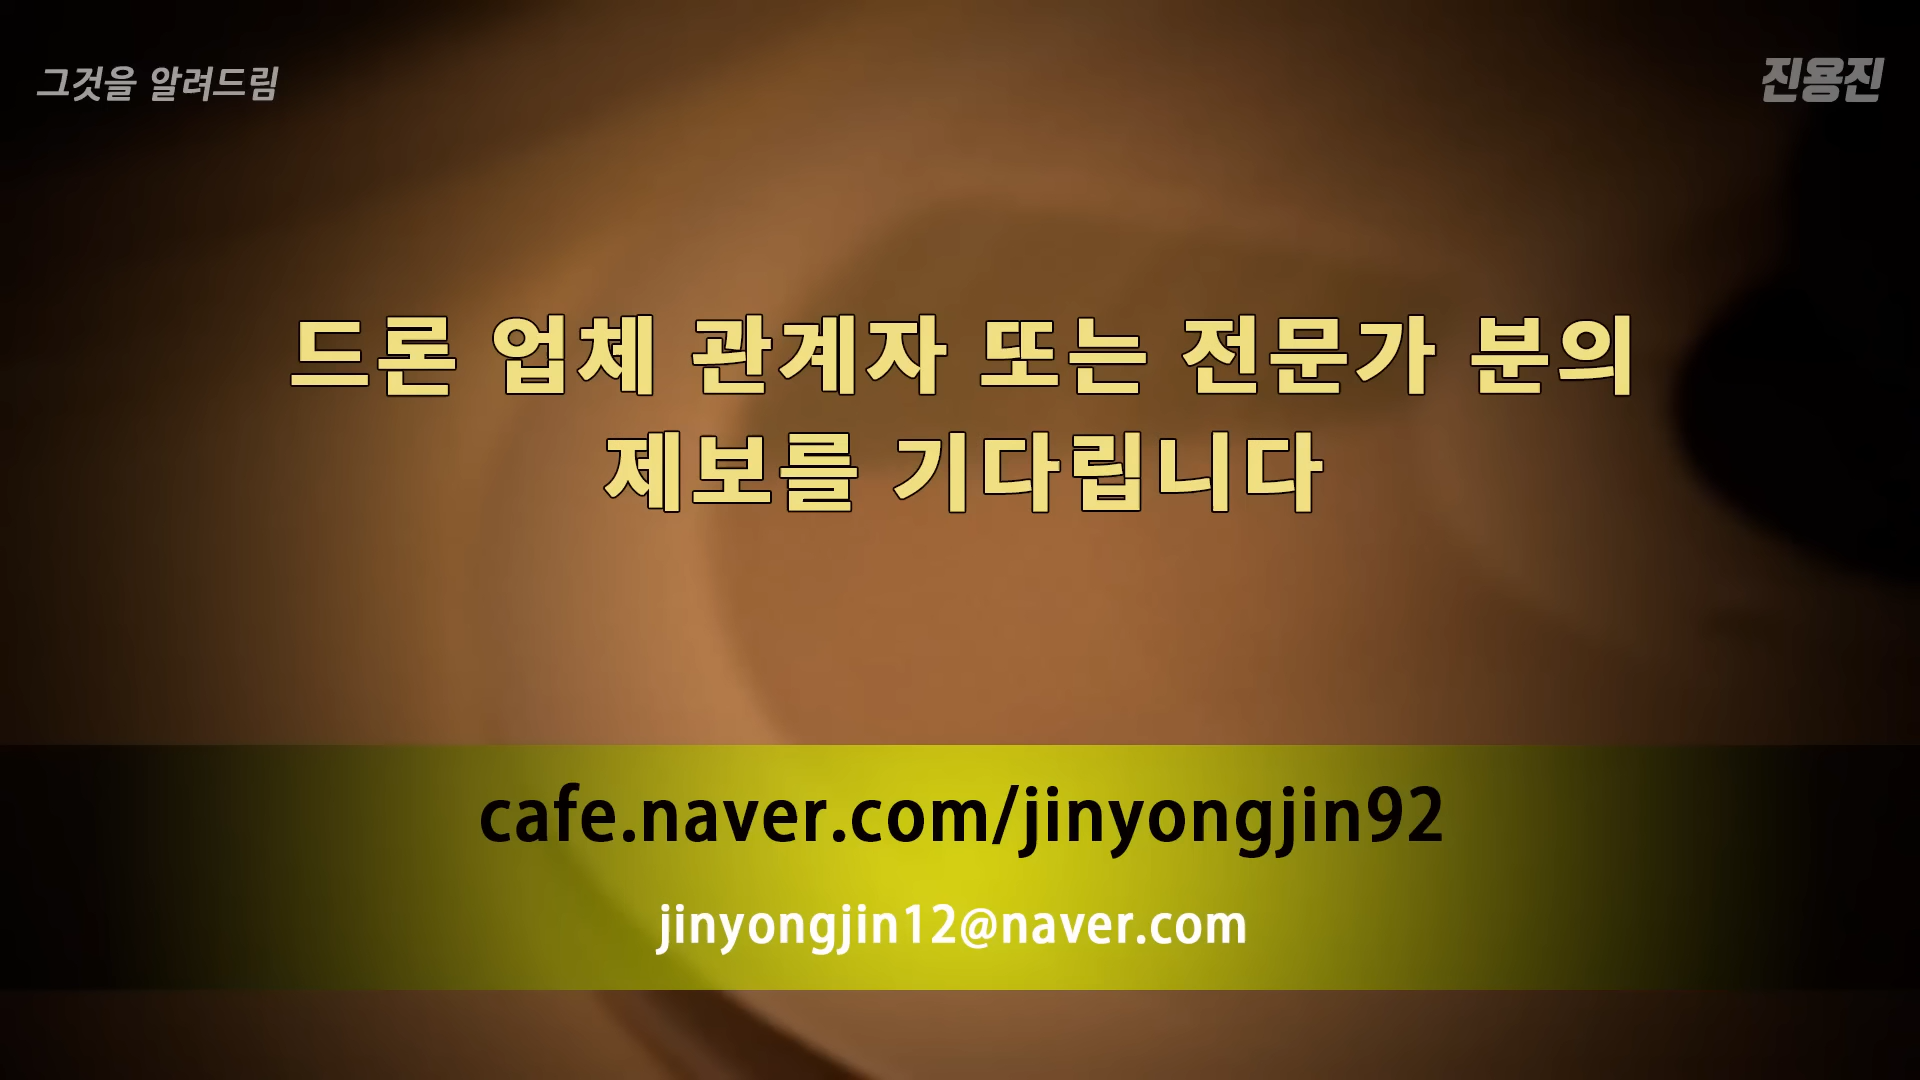 그것을 알려드림
진용진
드론 업체 관계자 또는 전문가 분의
제보를 기다립니다
cafe.naver.com/jinyongjin92
jinyongjin12@naver.com